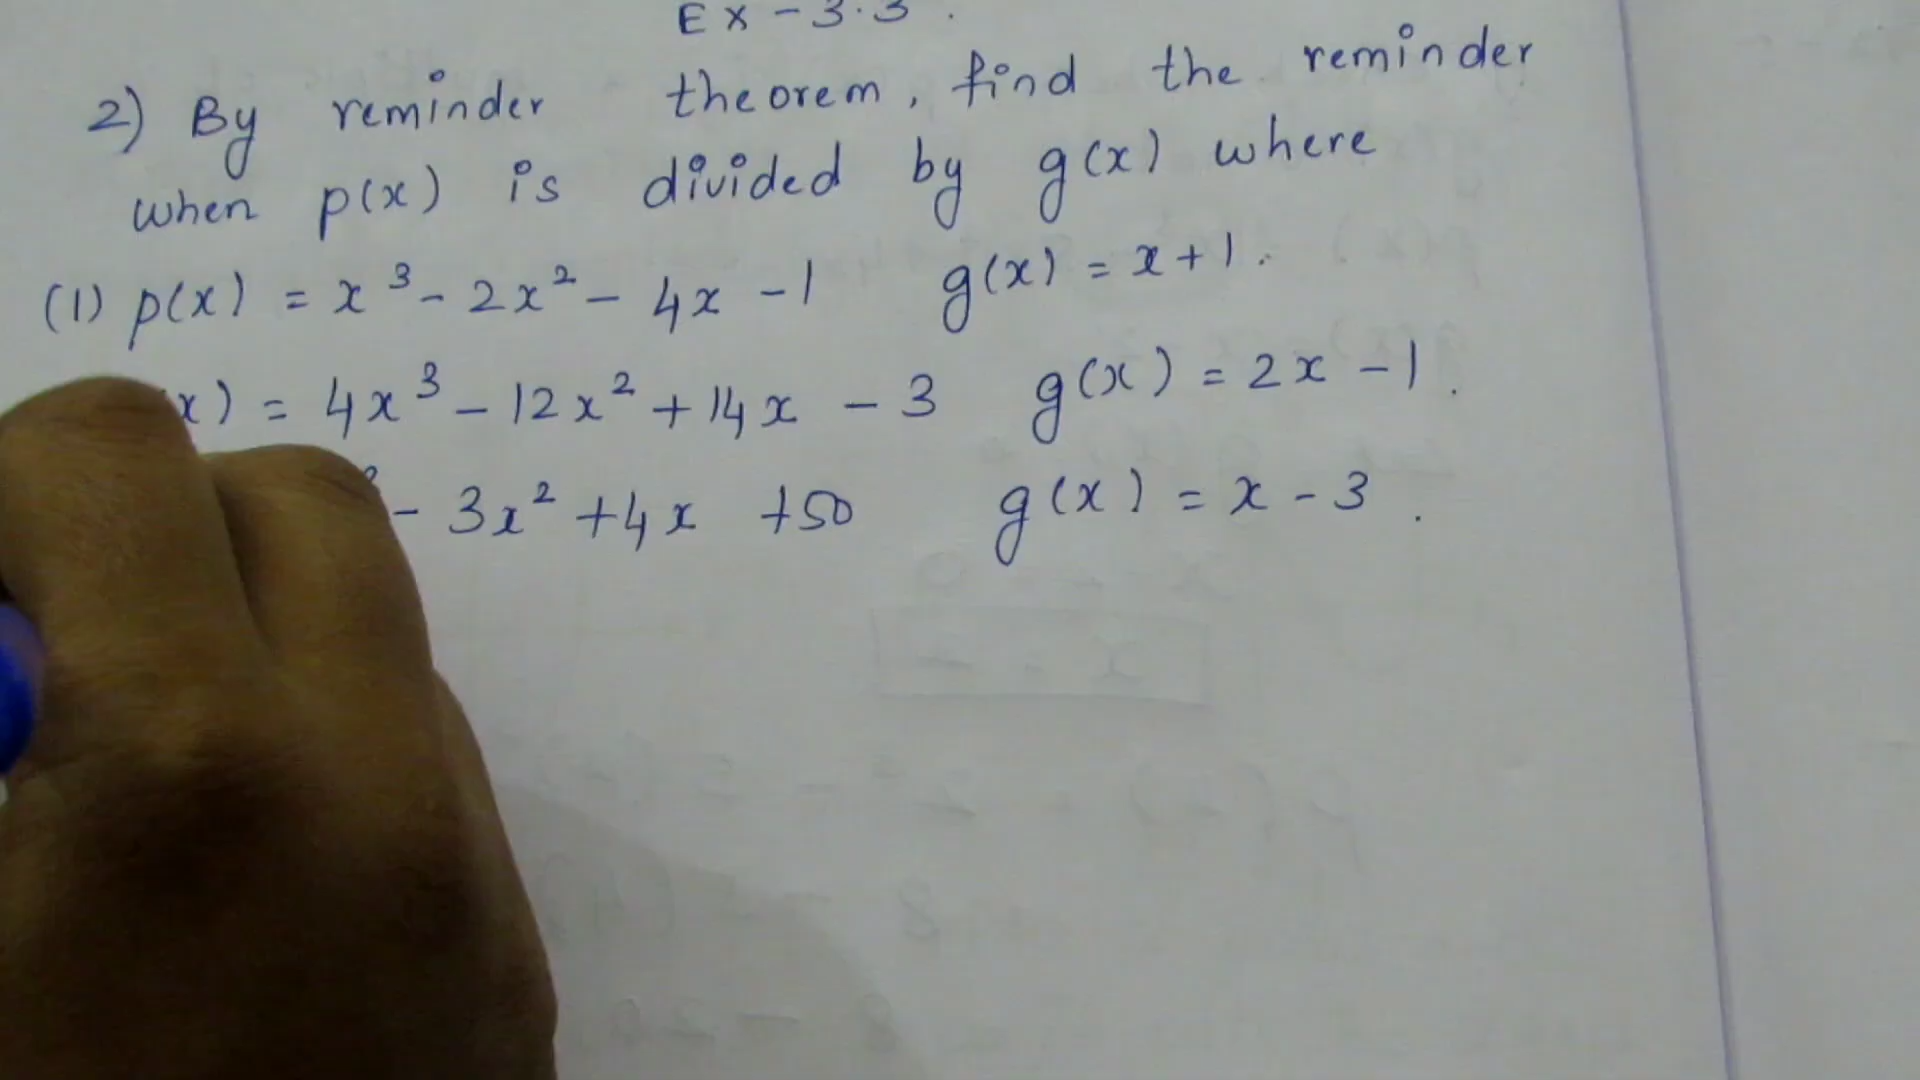 Ex - 3.3.
2) By reminder theorem, find the reminder
when p(x) is divided by g(x) where
(1) p(x) = x³ - 2x² - 4x - 1 g(x) = x + 1.
x) = 4x³ - 12x² + 14x - 3 g(x) = 2x - 1.
- 3x² + 4x + 50 g(x) = x - 3.